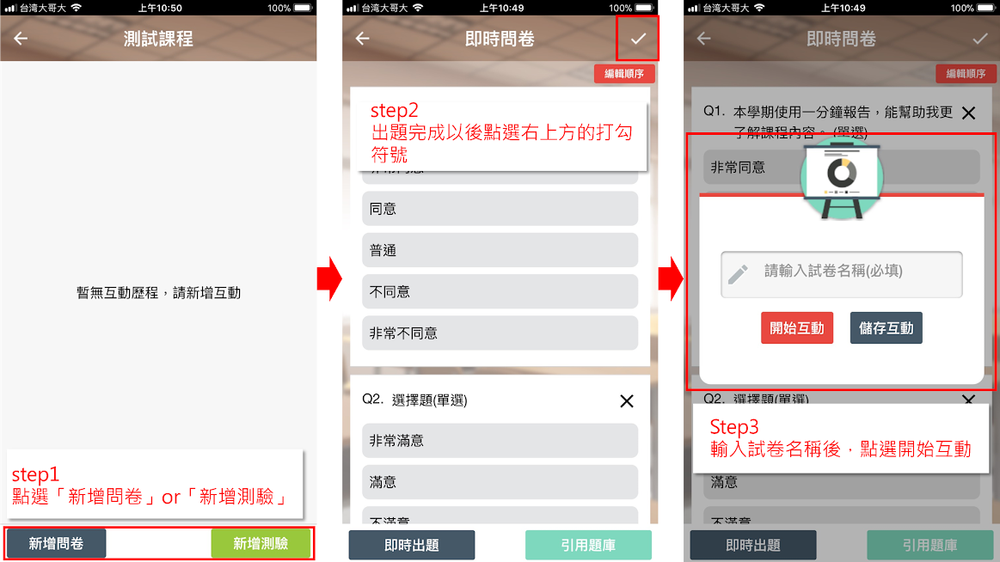 台湾大哥大
上午10:50
100%
測試課程
暫無互動歷程，請新增互動
step1
點選「新增問卷」or「新增測驗」
新增問卷
新增測驗
台湾大哥大
上午10:49
100%
即時問卷
編輯順序
step2
出題完成以後點選右上方的打勾
符號
非常同意
同意
普通
不同意
非常不同意
Q2. 選擇題(單選)
非常滿意
滿意
不滿意
即時出題
引用題庫
台湾大哥大
上午10:49
100%
即時問卷
編輯順序
Q1. 本學期使用一分鐘報告，能幫助我更
了解課程內容。(單選)
非常同意
請輸入試卷名稱(必填)
開始互動
儲存互動
Q2. 選擇題(單選)
Step3
輸入試卷名稱後，點選開始互動
滿意
不滿意
即時出題
引用題庫